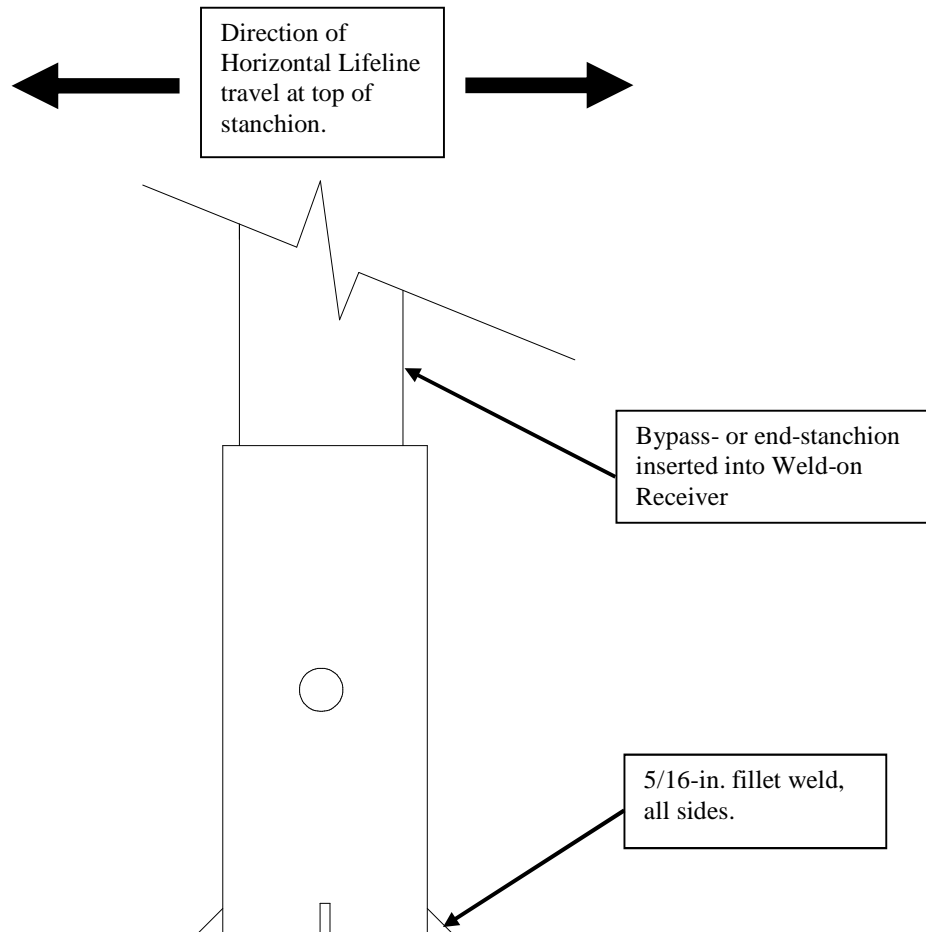 Direction of
Horizontal Lifeline
travel at top of
stanchion.
Bypass- or end-stanchion
inserted into Weld-on
Receiver
5/16-in. fillet weld,
all sides.